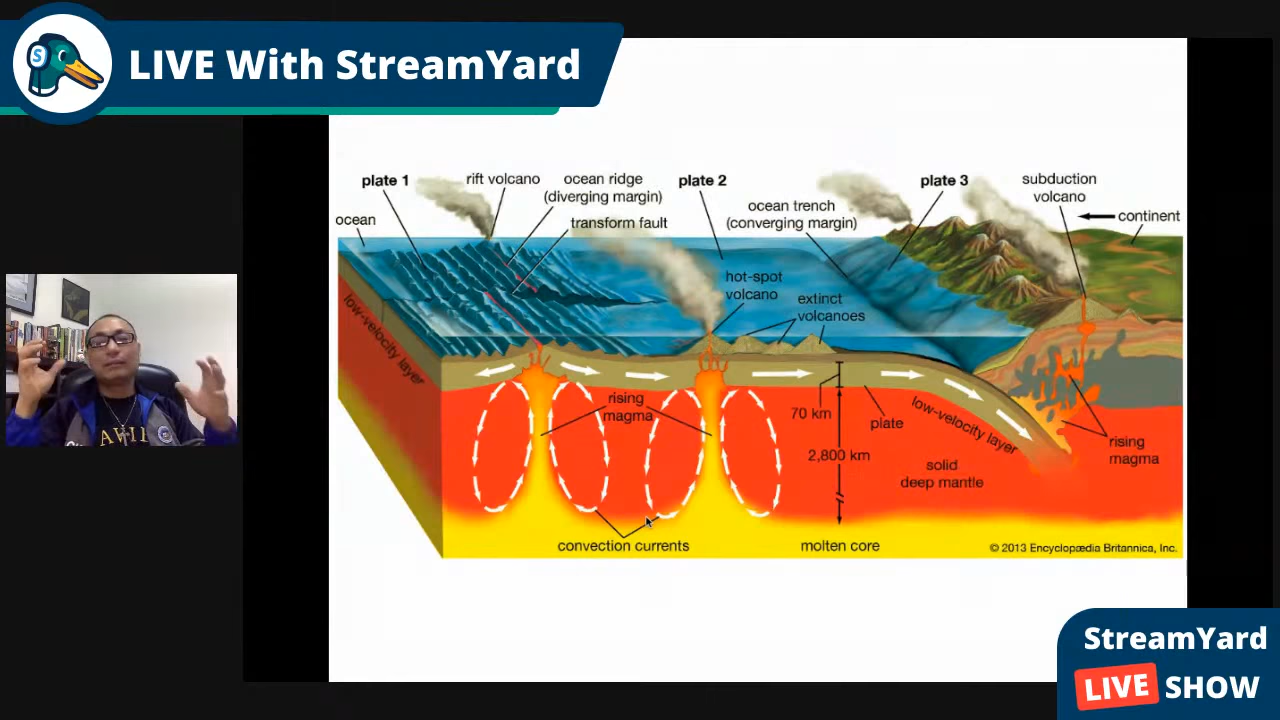 LIVE With StreamYard
S
plate 1
rift volcano
ocean ridge
(diverging margin)
plate 2
plate 3
subduction
volcano
ocean
transform fault
ocean trench
(converging margin)
continent
hot-spot
volcano
extinct
volcanoes
low-velocity layer
rising
magma
70 km
plate
low-velocity layer
2,800 km
solid
deep mantle
rising
magma
convection currents
molten core
© 2013 Encyclopædia Britannica, Inc.
StreamYard
LIVE SHOW